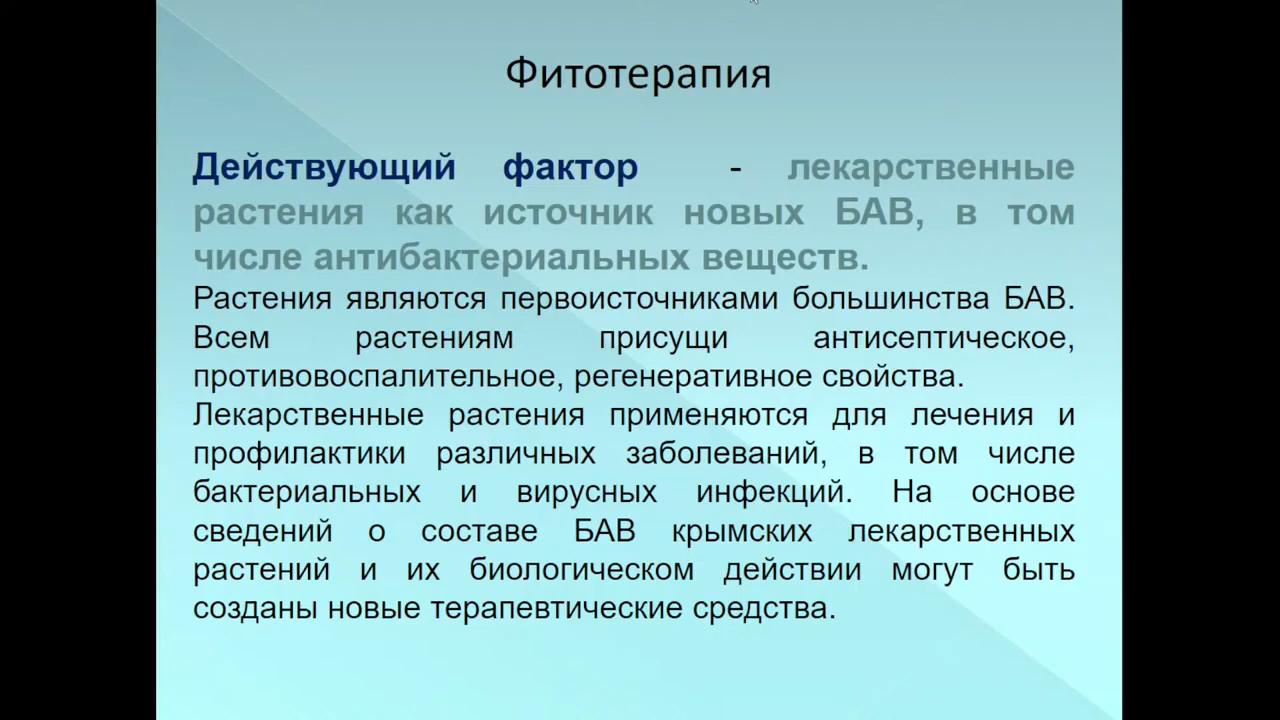 Фитотерапия
Действующий фактор - лекарственные
растения как источник новых БАВ, в том
числе антибактериальных веществ.
Растения являются первоисточниками большинства БАВ.
Всем растениям присущи антисептическое,
противовоспалительное, регенеративное свойства.
Лекарственные растения применяются для лечения и
профилактики различных заболеваний, в том числе
бактериальных и вирусных инфекций. На основе
сведений о составе БАВ крымских лекарственных
растений и их биологическом действии могут быть
созданы новые терапевтические средства.